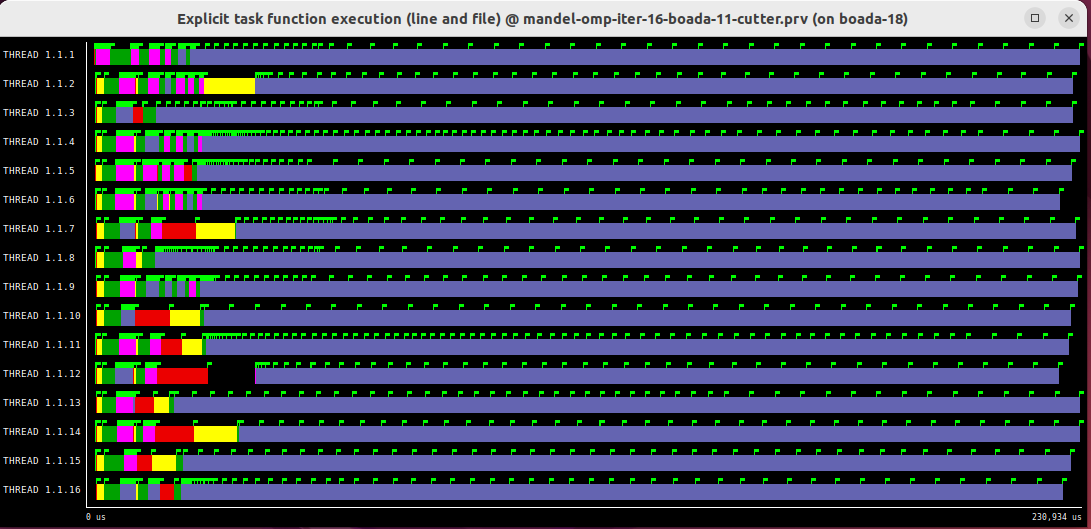 Explicit task function execution (line and file) @ mandel-omp-iter-16-boada-11-cutter.prv (on boada-18)
THREAD 1.1.1
THREAD 1.1.2
THREAD 1.1.3
THREAD 1.1.4
THREAD 1.1.5
THREAD 1.1.6
THREAD 1.1.7
THREAD 1.1.8
THREAD 1.1.9
THREAD 1.1.10
THREAD 1.1.11
THREAD 1.1.12
THREAD 1.1.13
THREAD 1.1.14
THREAD 1.1.15
THREAD 1.1.16
0 us
230,934 us